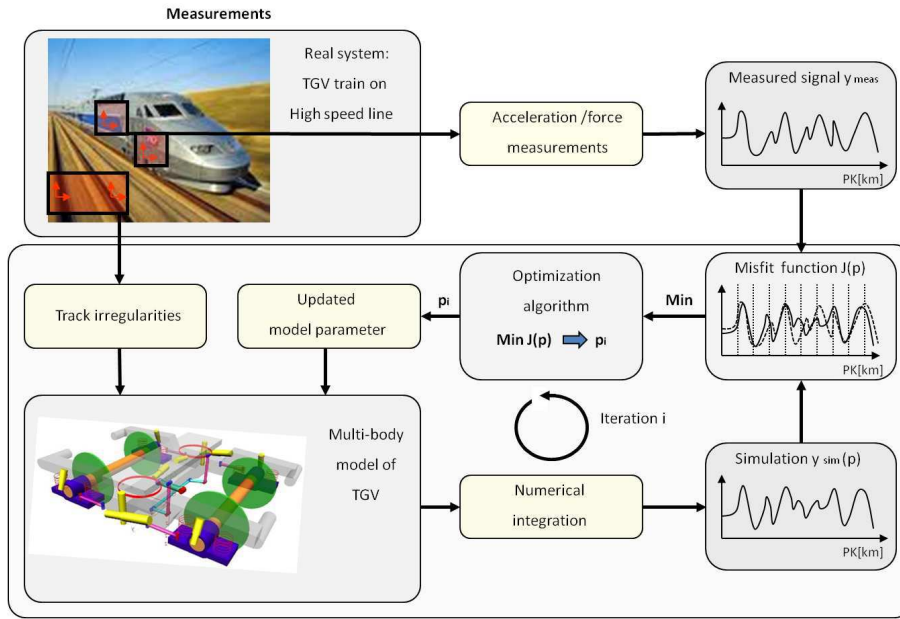 Measurements
Real system:
TGV train on
High speed line
Acceleration /force
measurements
Measured signal y meas
PK[km]
Track irregularities
Updated
model parameter
pi
Optimization
algorithm
Min J(p) pi
Min
Misfit function J(p)
PK[km]
Iteration i
Multi-body
model of
TGV
Numerical
integration
Simulation y sim (p)
PK[km]